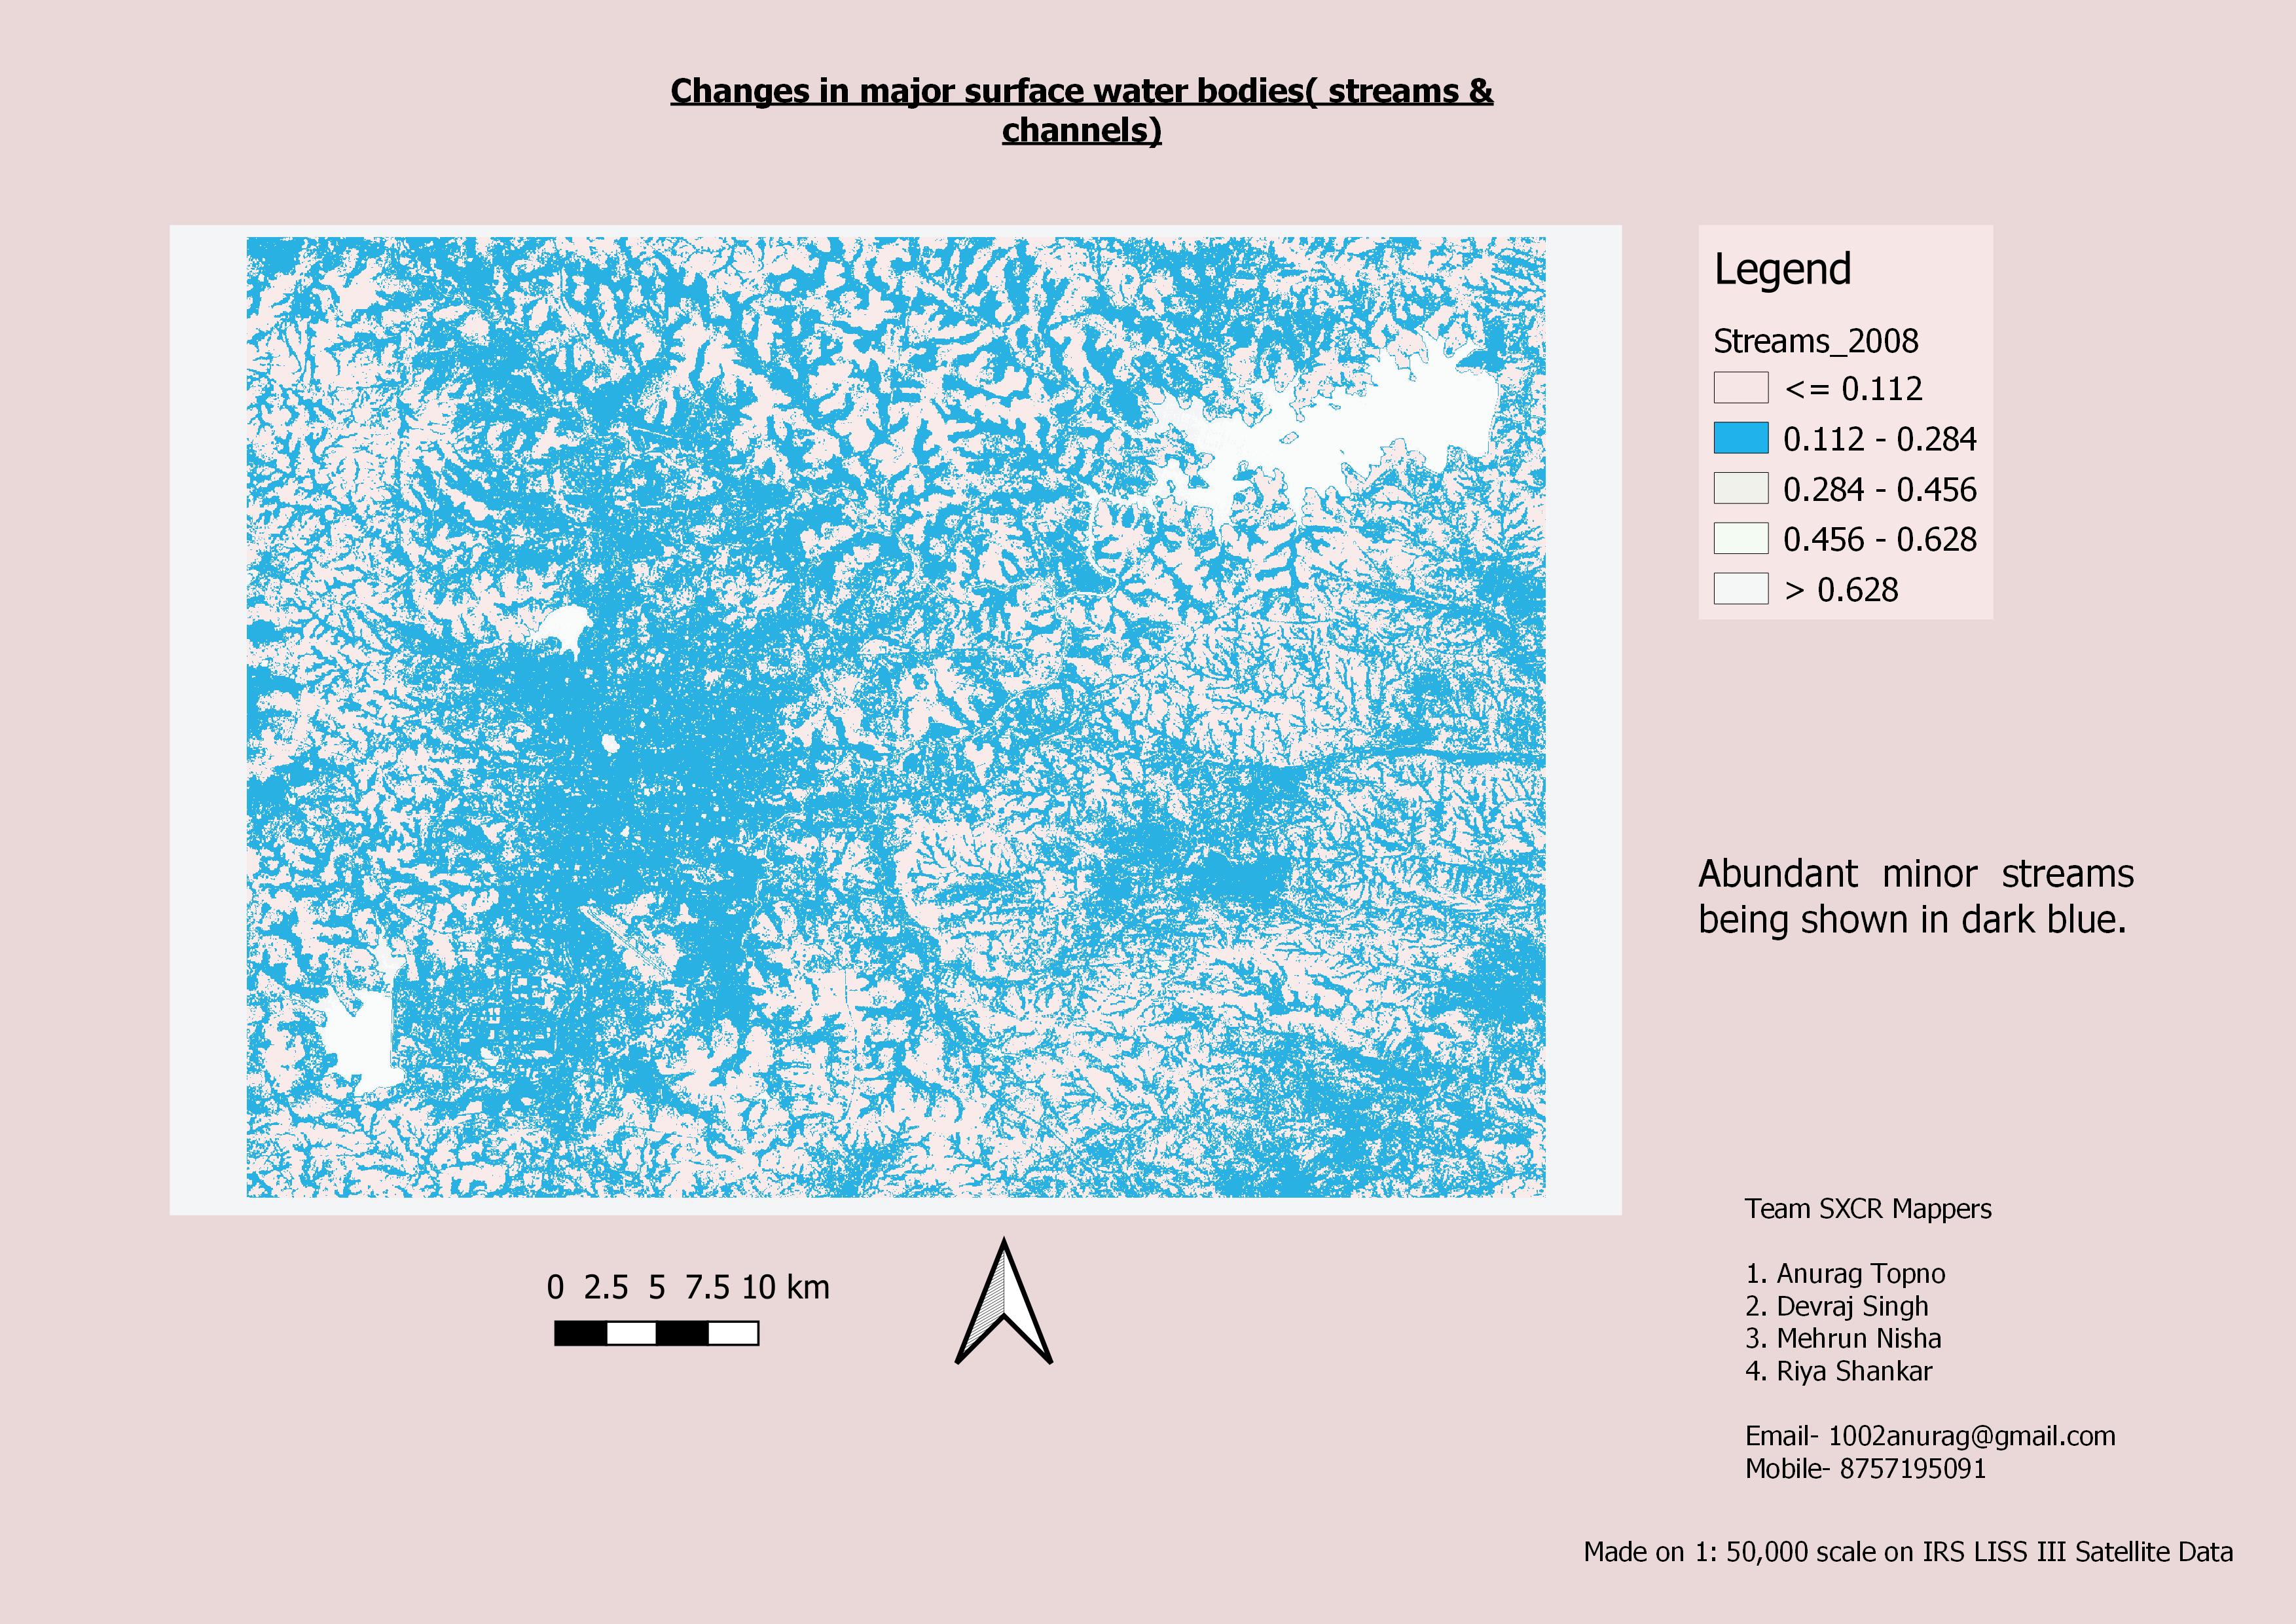 Changes in major surface water bodies( streams &
channels)
Legend
Streams_2008
<= 0.112
0.112 - 0.284
0.284 - 0.456
0.456 - 0.628
> 0.628
Abundant minor streams
being shown in dark blue.
0 2.5 5 7.5 10 km
Team SXCR Mappers
1. Anurag Topno
2. Devraj Singh
3. Mehrun Nisha
4. Riya Shankar
Email- 1002anurag@gmail.com
Mobile- 8757195091
Made on 1: 50,000 scale on IRS LISS III Satellite Data